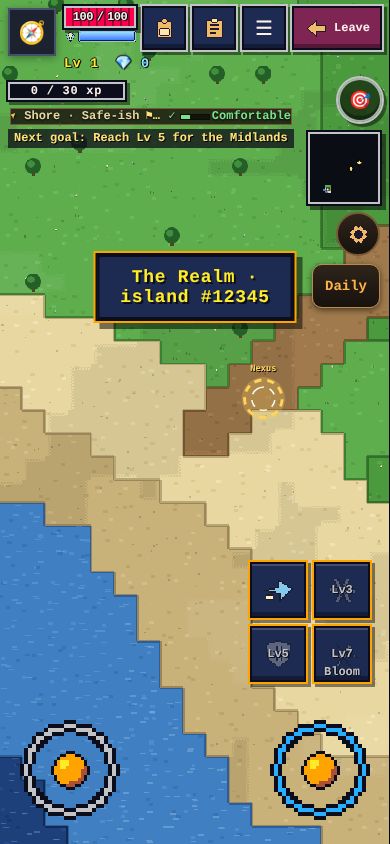 100 / 100
Leave
Lv 1 0
0 / 30 xp
Shore · Safe-ish ⚑… ✓ Comfortable
Next goal: Reach Lv 5 for the Midlands
Daily
The Realm ·
island #12345
Nexus
Lv3
Lv5
Lv7
Bloom